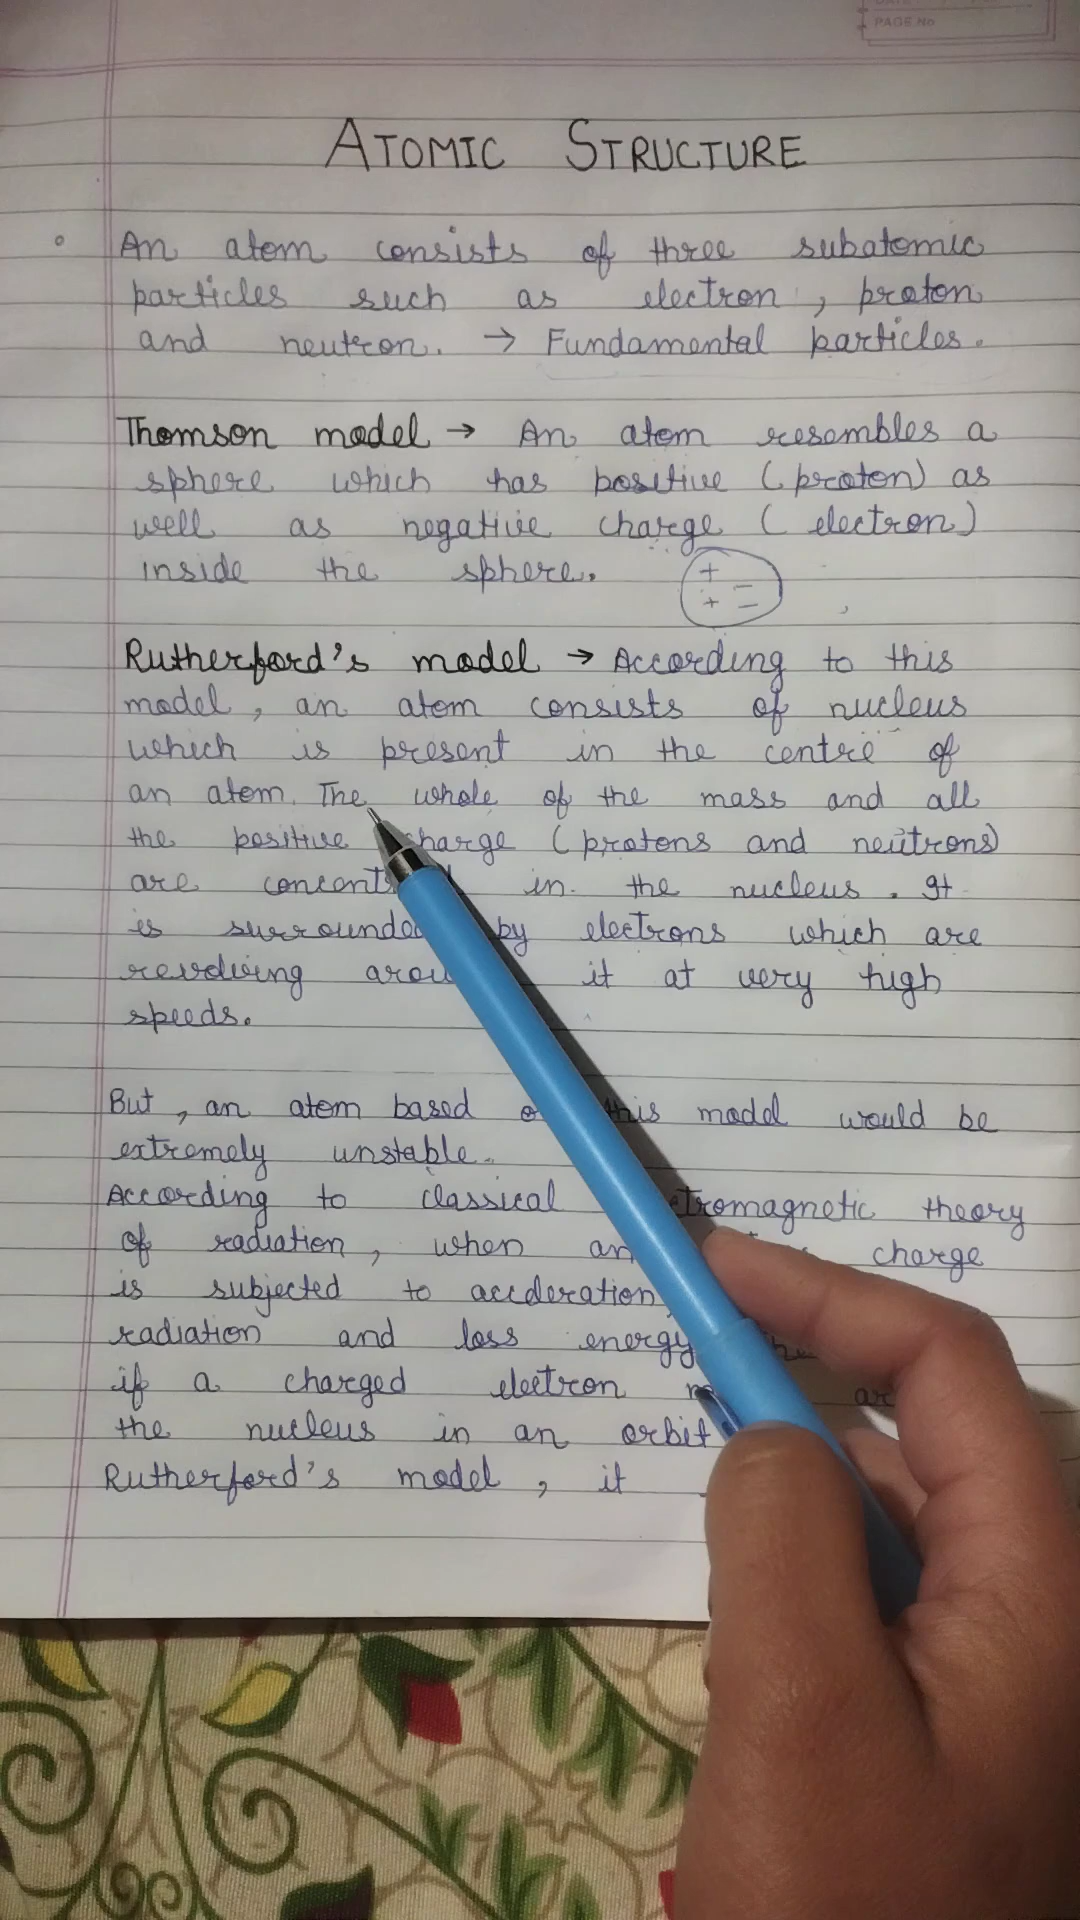 PAGE No
ATOMIC STRUCTURE
An atom consists of three subatomic
particles such as electron, proton
and neutron. → Fundamental particles.
Thomson model → An atom resembles a
sphere which has positive (proton) as
well as negative charge (electron)
inside the sphere.
+ −
+ −
Rutherford's model → According to this
model, an atom consists of nucleus
which is present in the centre of
an atom. The whole of the mass and all
the positive charge (protons and neutrons)
are in the nucleus. It
is surrounded by electrons which are
revolving it at very high
speeds.
But, an atom based this model would be
extremely unstable.
According to classical theory
of radiation, when an charge
is subjected to acceleration
radiation and loss energy
if a charged electron
the nucleus in an orbit
Rutherford's model, it